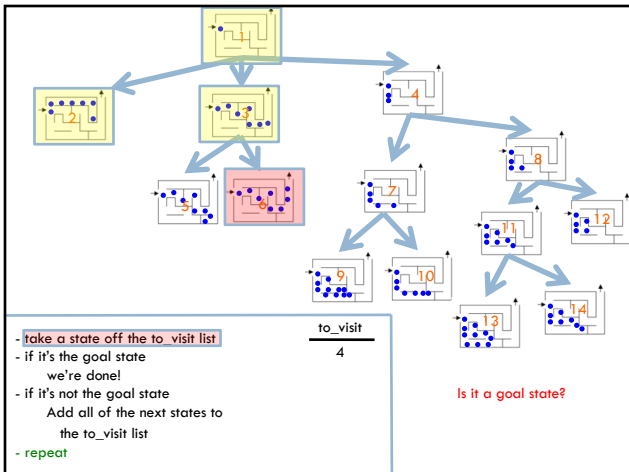 1
2
3
4
5
6
7
8
9
10
11
12
13
14
- take a state off the to_visit list
- if it's the goal state
we're done!
- if it's not the goal state
Add all of the next states to
the to_visit list
- repeat
to_visit
4
Is it a goal state?